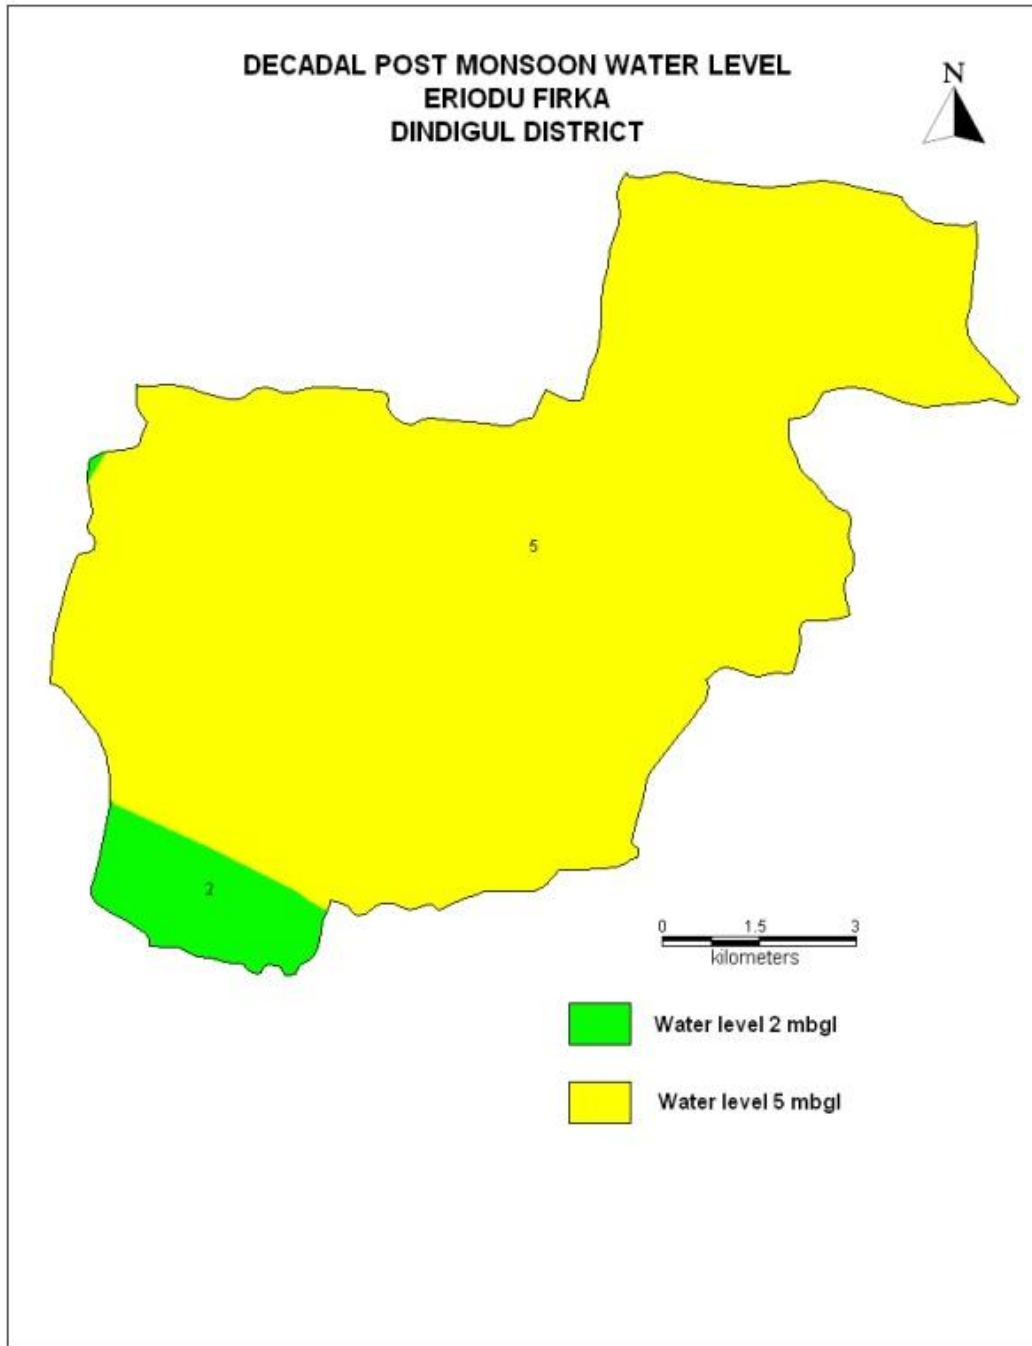 DECADAL POST MONSOON WATER LEVEL
ERIODU FIRKA
DINDIGUL DISTRICT
N
5
2
0 1.5 3
kilometers
Water level 2 mbgl
Water level 5 mbgl